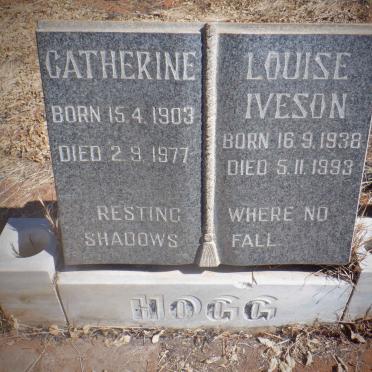 CATHERINE
BORN 15.4.1903
DIED 2.9.1977
RESTING
SHADOWS
LOUISE
IVESON
BORN 16.9.1938
DIED 5.11.1993
WHERE NO
FALL.
HOGG